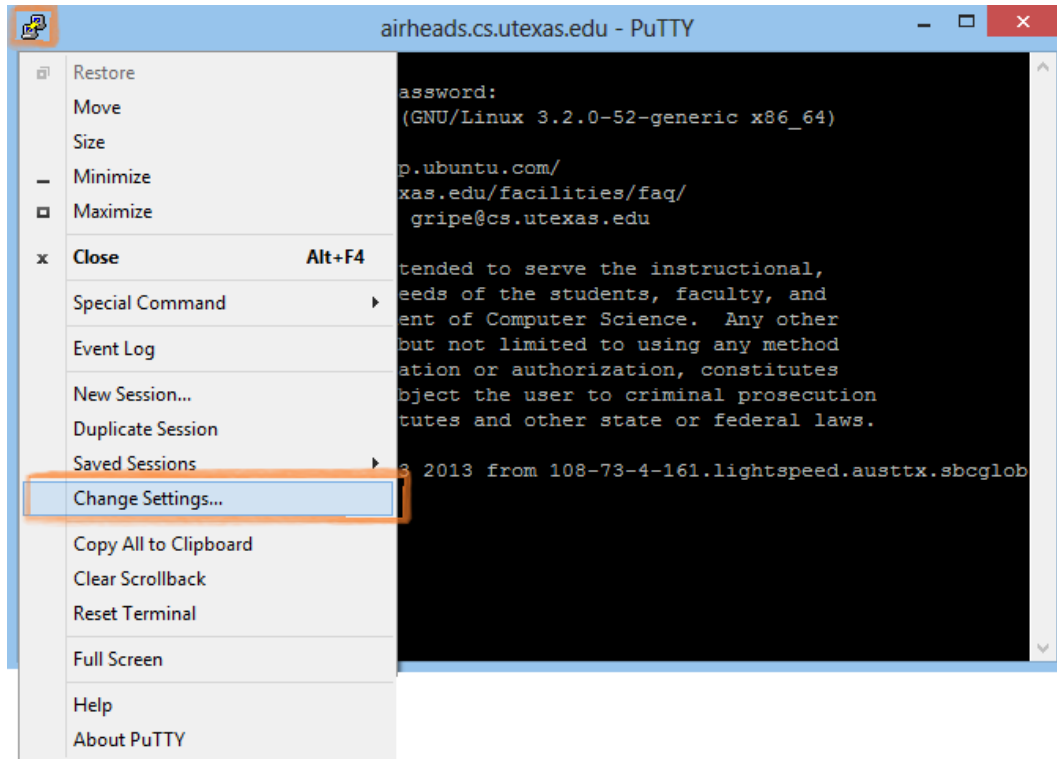 airheads.cs.utexas.edu - PuTTY
Restore
Move
Size
Minimize
Maximize
Close Alt+F4
Special Command
Event Log
New Session...
Duplicate Session
Saved Sessions
Change Settings...
Copy All to Clipboard
Clear Scrollback
Reset Terminal
Full Screen
Help
About PuTTY
assword:
(GNU/Linux 3.2.0-52-generic x86_64)
p.ubuntu.com/
xas.edu/facilities/faq/
gripe@cs.utexas.edu
tended to serve the instructional,
eeds of the students, faculty, and
ent of Computer Science. Any other
but not limited to using any method
ation or authorization, constitutes
bject the user to criminal prosecution
tutes and other state or federal laws.
3 2013 from 108-73-4-161.lightspeed.austtx.sbcglob